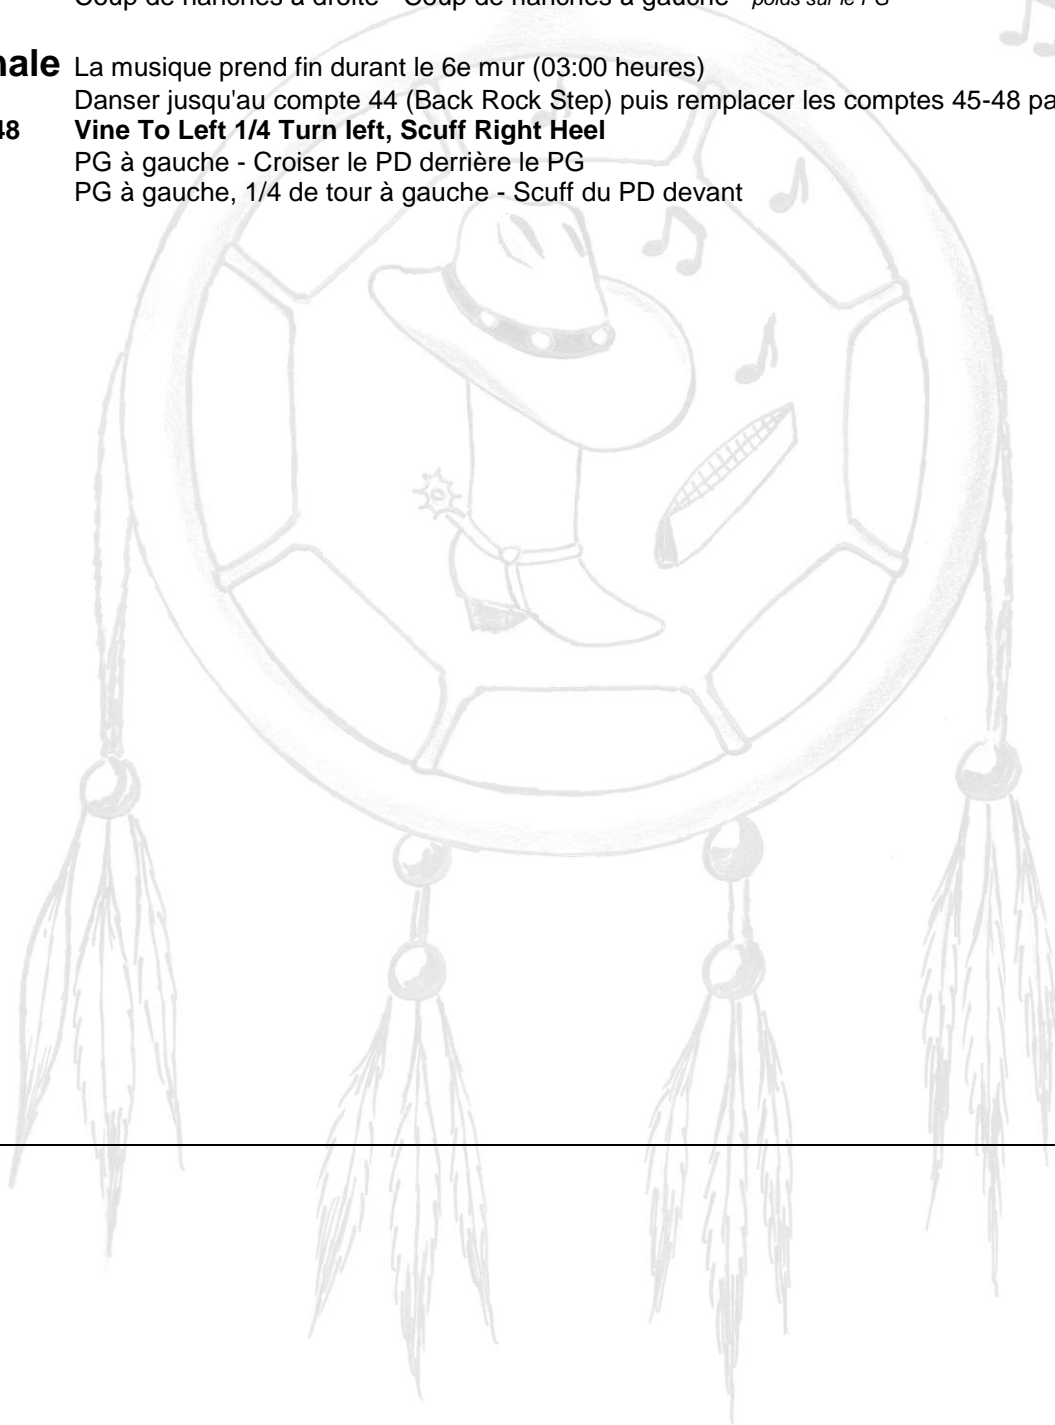 Coup de hanches à droite - Coup de hanches à gauche - poids sur le PG
nale La musique prend fin durant le 6e mur (03:00 heures)
Danser jusqu'au compte 44 (Back Rock Step) puis remplacer les comptes 45-48 pa
48 Vine To Left 1/4 Turn left, Scuff Right Heel
PG à gauche - Croiser le PD derrière le PG
PG à gauche, 1/4 de tour à gauche - Scuff du PD devant